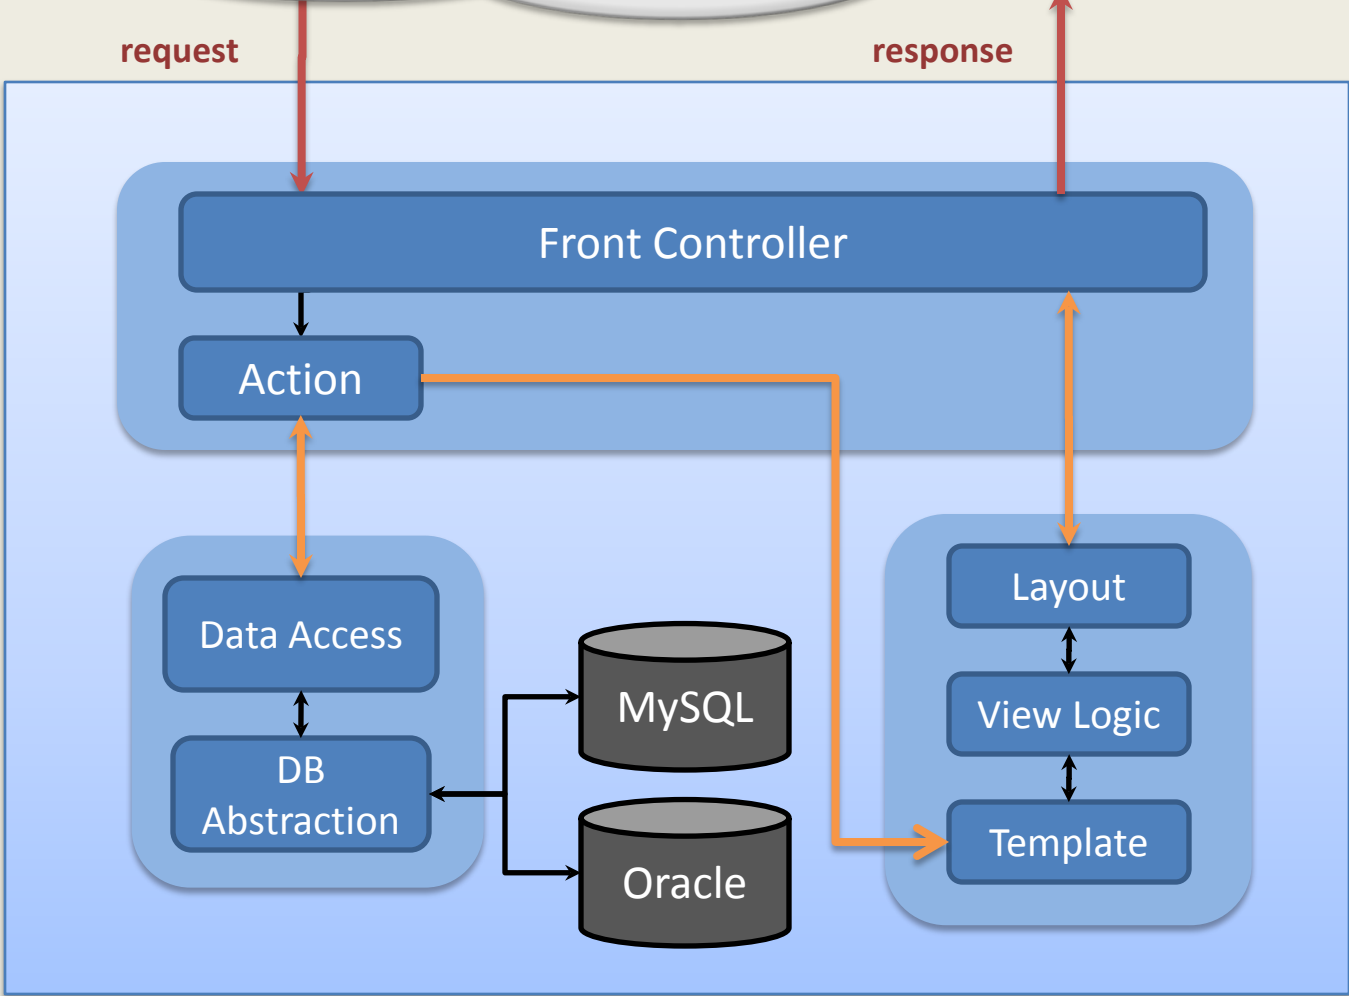 request
response
Front Controller
Action
Data Access
DB
Abstraction
MySQL
Oracle
Layout
View Logic
Template